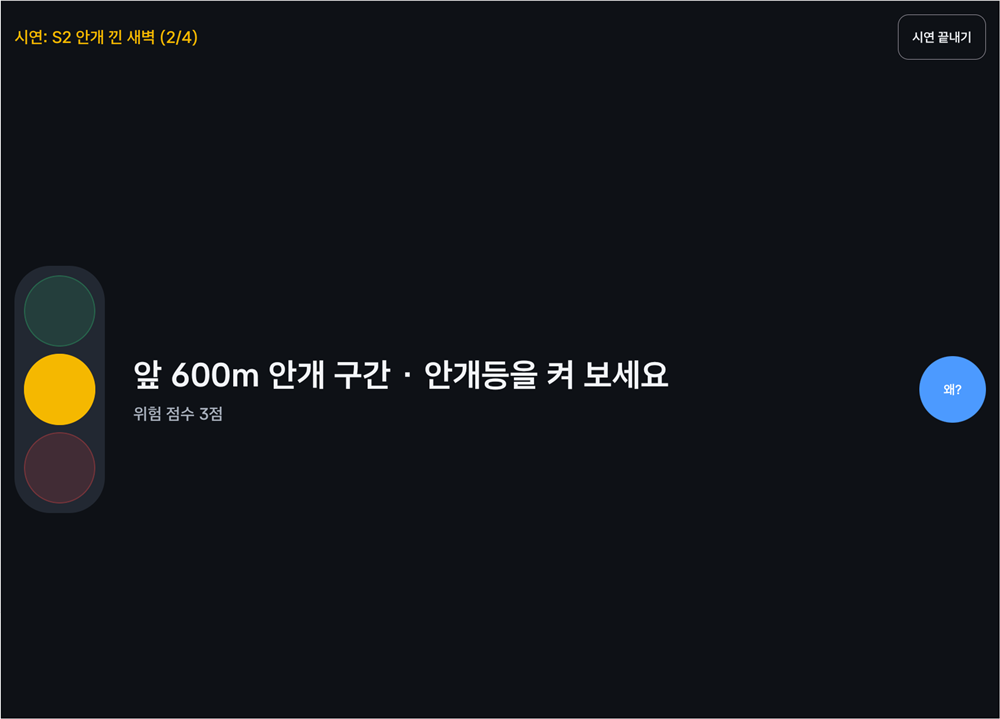 시연: S2 안개 낀 새벽 (2/4)
시연 끝내기
앞 600m 안개 구간 · 안개등을 켜 보세요
위험 점수 3점
왜?